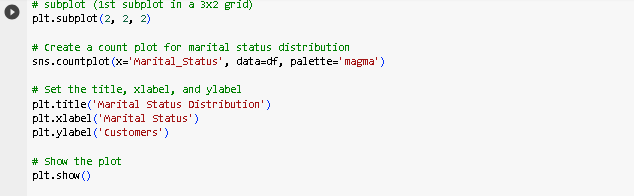 # subplot (1st subplot in a 3x2 grid)
plt.subplot(2, 2, 2)
# Create a count plot for marital status distribution
sns.countplot(x='Marital_Status', data=df, palette='magma')
# Set the title, xlabel, and ylabel
plt.title('Marital Status Distribution')
plt.xlabel('Marital Status')
plt.ylabel('Customers')
# Show the plot
plt.show()